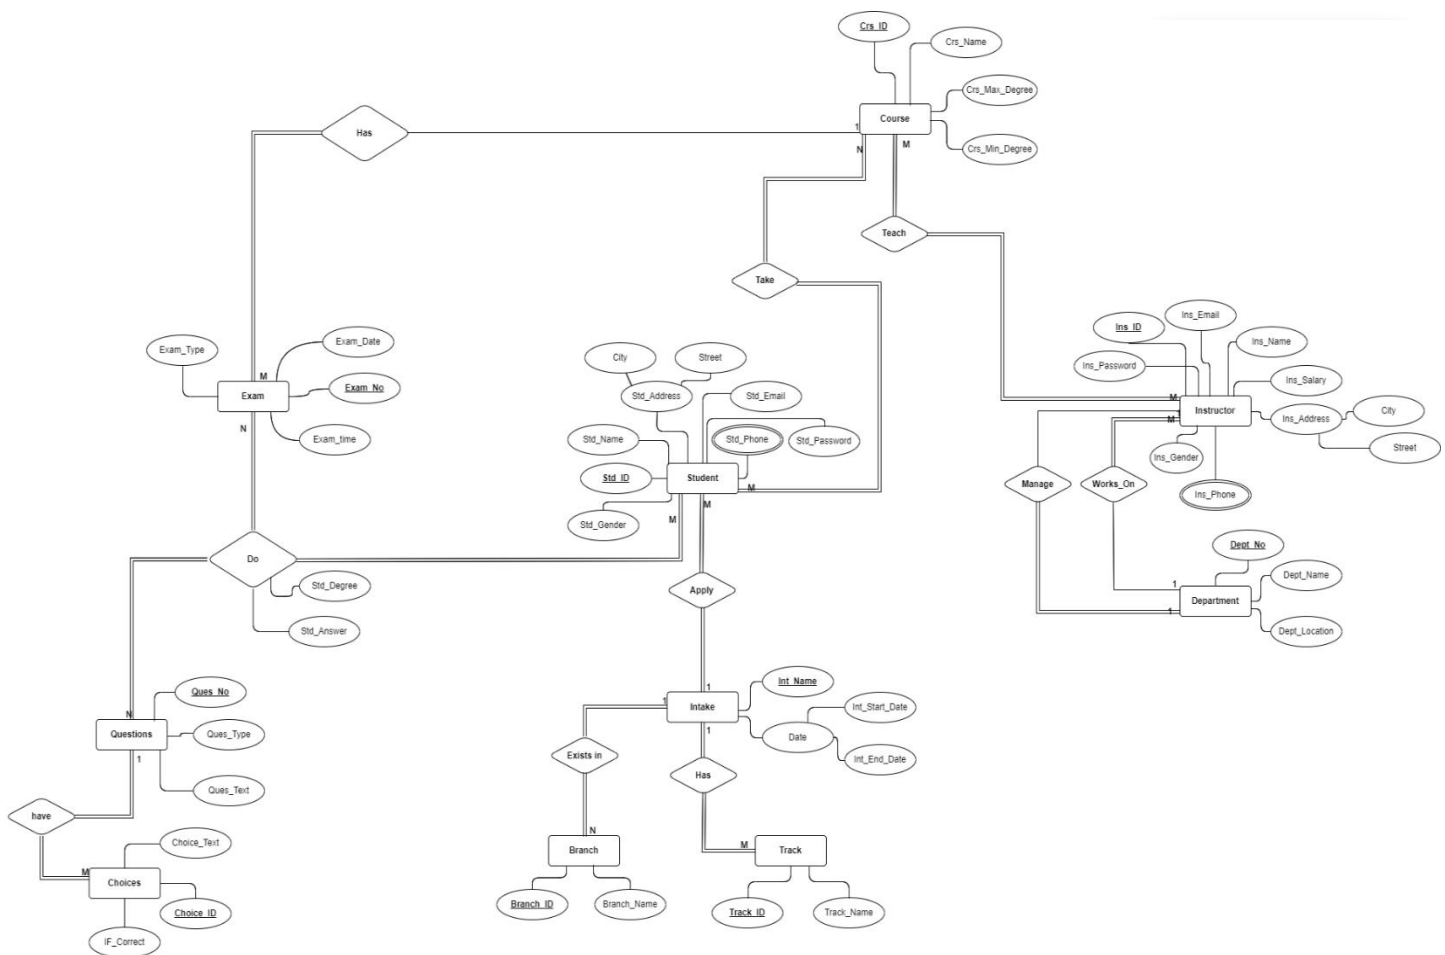 Crs_ID
Crs_Name
Crs_Max_Degree
Has
1
Course
N
M
Crs_Min_Degree
Teach
Take
Ins_Email
Ins_ID
Exam_Date
Ins_Name
Exam_Type
City
Street
Ins_Password
M
Exam_No
Ins_Salary
Exam
Std_Address
Std_Email
M
Instructor
Ins_Address
City
1
M
N
Exam_time
Std_Name
Std_Phone
Std_Password
Street
Ins_Gender
Std_ID
Student
M
Manage
Works_On
Ins_Phone
M
M
Std_Gender
Dept_No
Do
Dept_Name
Std_Degree
Apply
1
Department
1
Std_Answer
Dept_Location
Int_Name
Ques_No
1
1
Intake
Int_Start_Date
N
Questions
Ques_Type
1
Date
1
Exists in
Int_End_Date
Has
Ques_Text
have
N
Choice_Text
M
Branch
Track
M
Choices
Branch_ID
Branch_Name
Track_ID
Track_Name
Choice_ID
IF_Correct